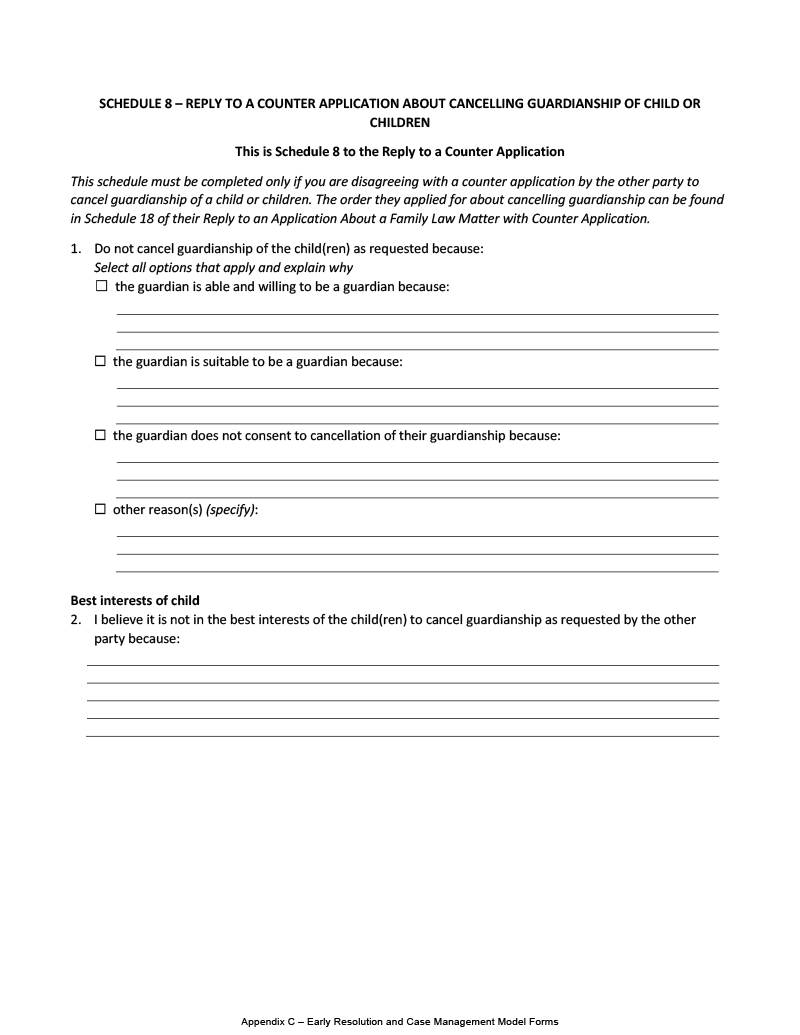 SCHEDULE 8 – REPLY TO A COUNTER APPLICATION ABOUT CANCELLING GUARDIANSHIP OF CHILD OR
CHILDREN
This is Schedule 8 to the Reply to a Counter Application
This schedule must be completed only if you are disagreeing with a counter application by the other party to
cancel guardianship of a child or children. The order they applied for about cancelling guardianship can be found
in Schedule 18 of their Reply to an Application About a Family Law Matter with Counter Application.
1. Do not cancel guardianship of the child(ren) as requested because:
Select all options that apply and explain why
☐ the guardian is able and willing to be a guardian because:
☐ the guardian is suitable to be a guardian because:
☐ the guardian does not consent to cancellation of their guardianship because:
☐ other reason(s) (specify):
Best interests of child
2. I believe it is not in the best interests of the child(ren) to cancel guardianship as requested by the other
party because:
Appendix C – Early Resolution and Case Management Model Forms